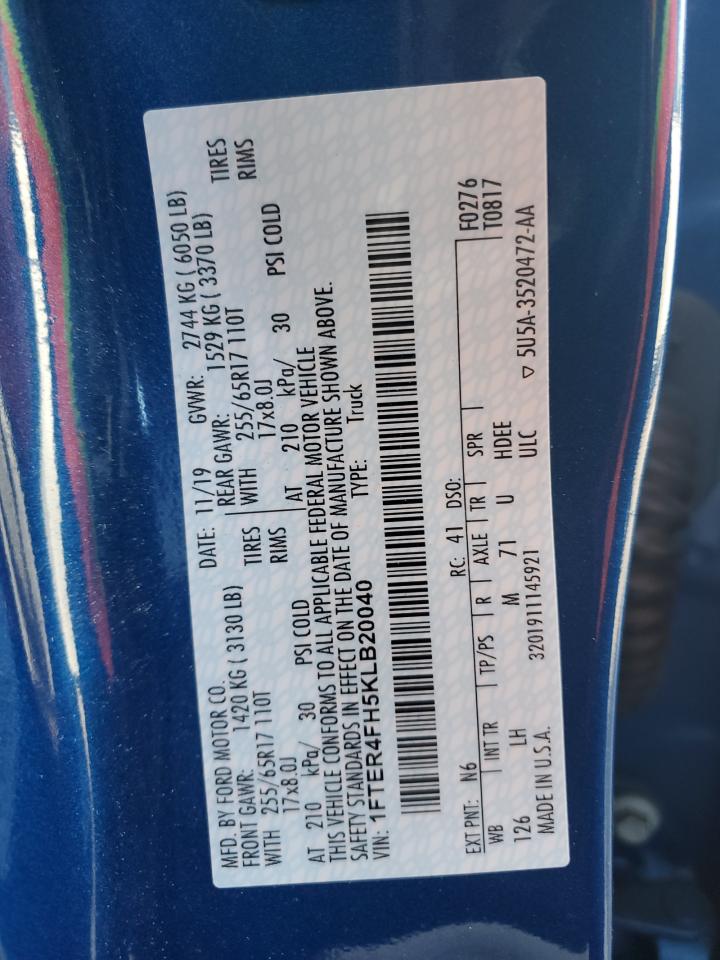 MFD. BY FORD MOTOR CO. DATE: 11/19 GVWR: 2744 KG ( 6050 LB)
FRONT GAWR: 1420 KG ( 3130 LB) REAR GAWR: 1529 KG ( 3370 LB)
WITH 255/65R17 110T TIRES WITH 255/65R17 110T TIRES
17x8.0J RIMS 17x8.0J RIMS
AT 210 kPa/ 30 PSI COLD AT 210 kPa/ 30 PSI COLD
THIS VEHICLE CONFORMS TO ALL APPLICABLE FEDERAL MOTOR VEHICLE
SAFETY STANDARDS IN EFFECT ON THE DATE OF MANUFACTURE SHOWN ABOVE.
VIN: 1FTER4FH5KLB20040 TYPE: Truck
EXT PNT: N6 RC: 41 DSO: F0276
WB INT TR TP/PS R AXLE TR SPR T0817
126 LH M 71 U HDEE
MADE IN U.S.A. 3201911145921 ULC ▽ 5U5A-3520472-AA